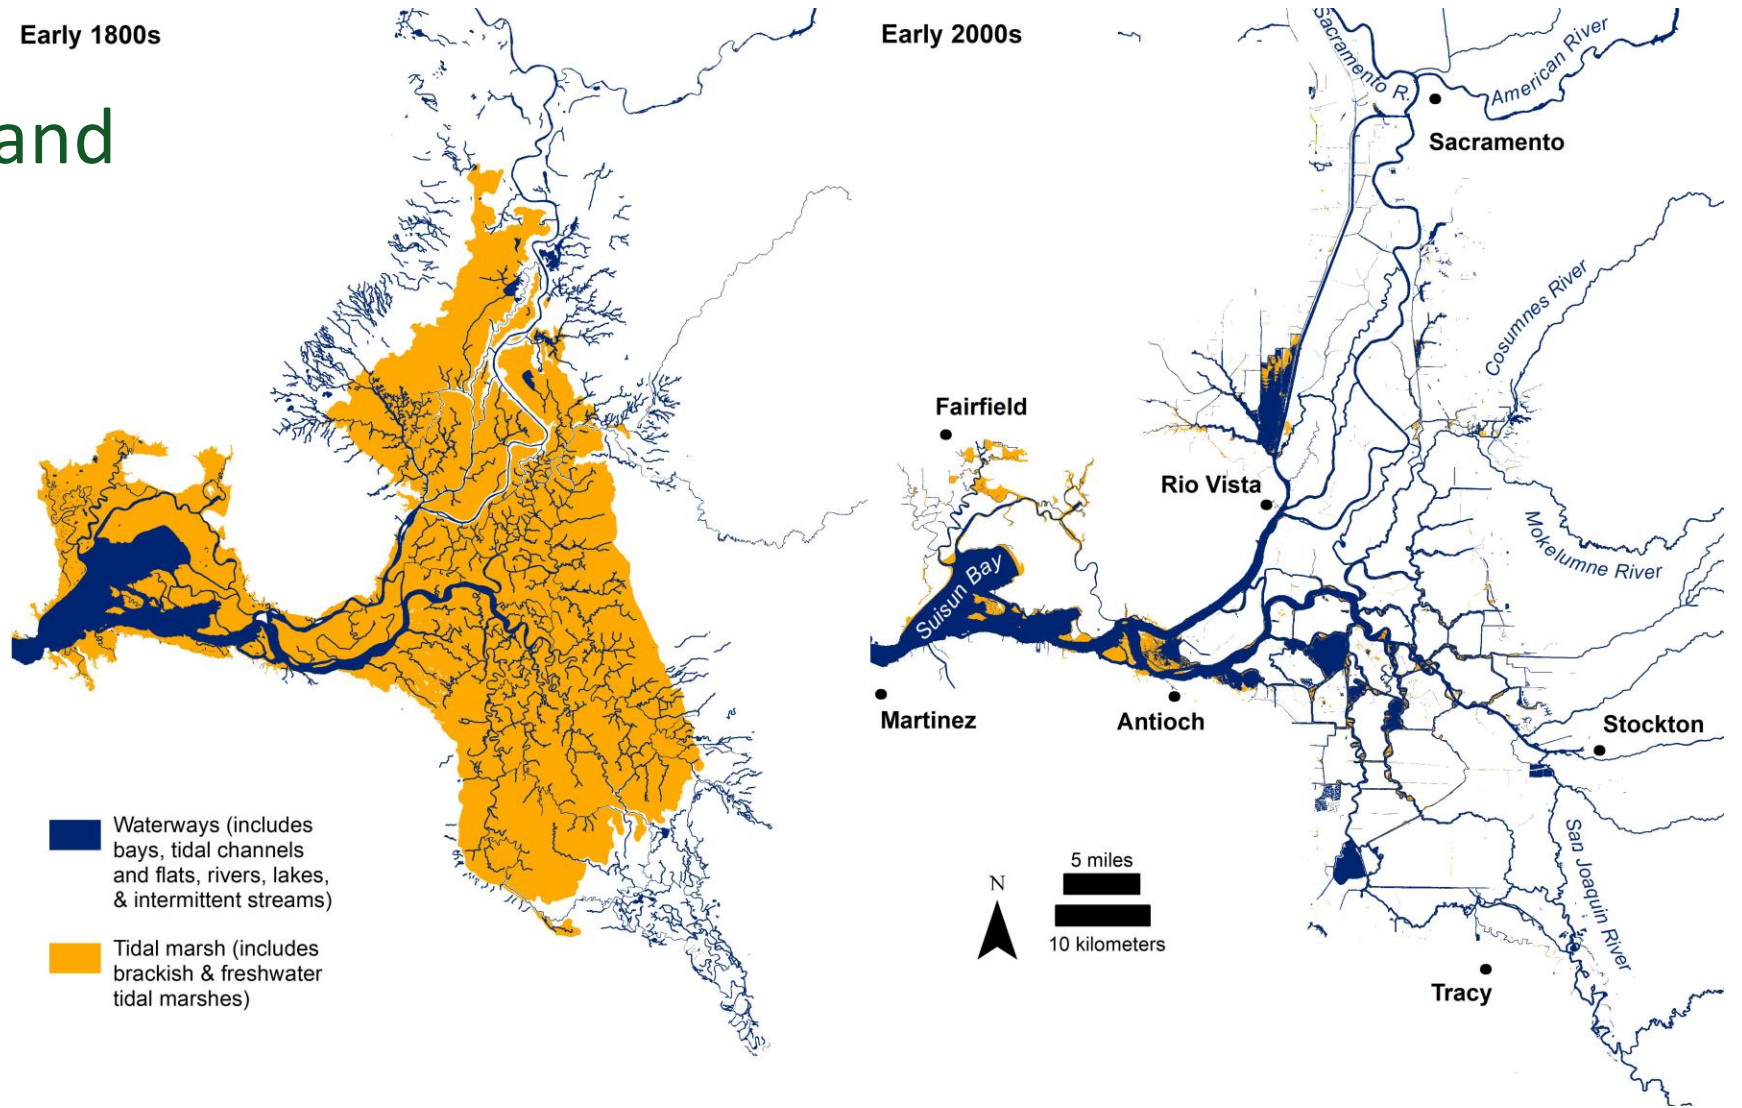 Early 1800s
and
Waterways (includes
bays, tidal channels
and flats, rivers, lakes,
& intermittent streams)
Tidal marsh (includes
brackish & freshwater
tidal marshes)
Early 2000s
Sacramento R.
American River
Sacramento
Cosumnes River
Fairfield
Rio Vista
Mokelumne River
Suisun Bay
Martinez
Antioch
Stockton
San Joaquin River
5 miles
N
10 kilometers
Tracy